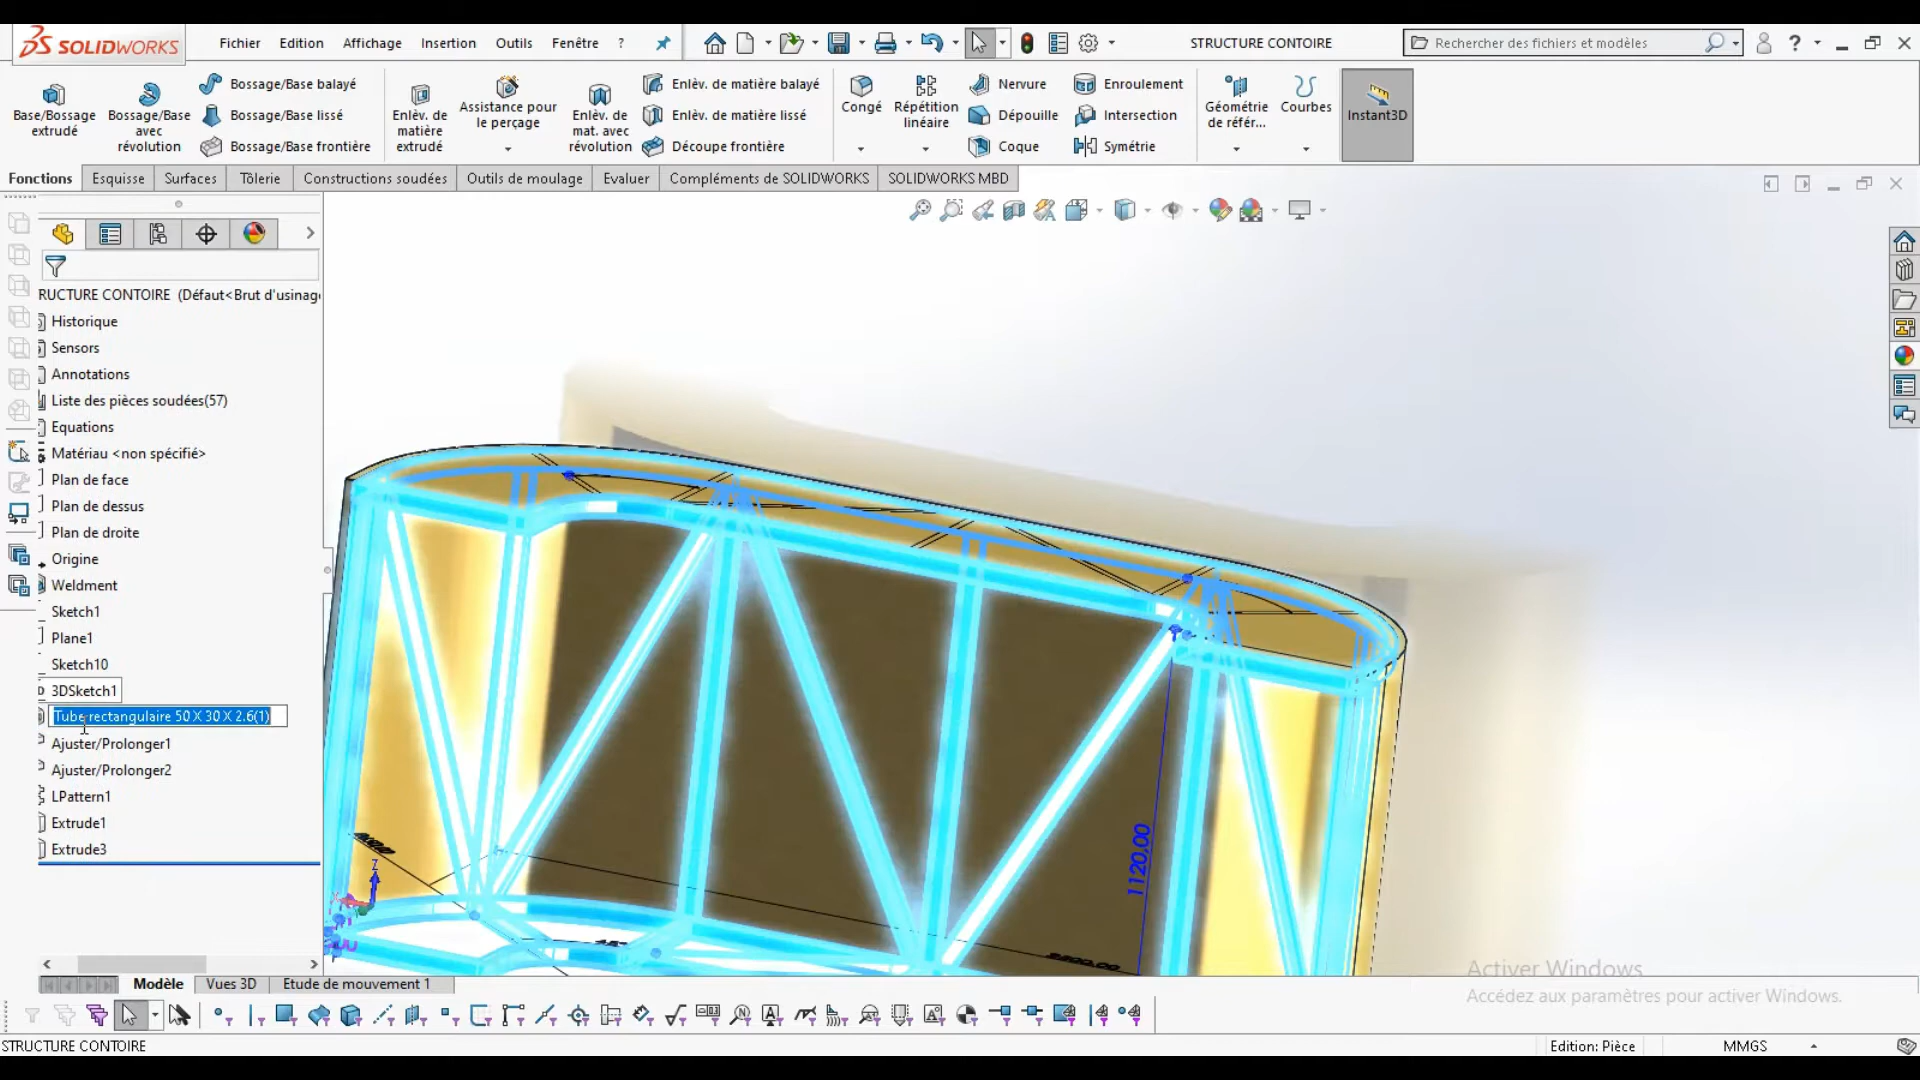 SOLIDWORKS
Fichier Edition Affichage Insertion Outils Fenêtre ?
STRUCTURE CONTOIRE
Rechercher des fichiers et modèles
Base/Bossage extrudé
Bossage/Base avec révolution
Bossage/Base balayé
Bossage/Base lissé
Bossage/Base frontière
Enlèv. de matière extrudé
Assistance pour le perçage
Enlèv. de mat. avec révolution
Enlèv. de matière balayé
Enlèv. de matière lissé
Découpe frontière
Congé
Répétition linéaire
Nervure
Dépouille
Coque
Enroulement
Intersection
Symétrie
Géométrie de référ...
Courbes
Instant3D
Fonctions Esquisse Surfaces Tôlerie Constructions soudées Outils de moulage Evaluer Compléments de SOLIDWORKS SOLIDWORKS MBD
RUCTURE CONTOIRE (Défaut<Brut d'usinag
Historique
Sensors
Annotations
Liste des pièces soudées(57)
Equations
Matériau <non spécifié>
Plan de face
Plan de dessus
Plan de droite
Origine
Weldment
Sketch1
Plane1
Sketch10
3DSketch1
Tube rectangulaire 50 X 30 X 2.6(1)
Ajuster/Prolonger1
Ajuster/Prolonger2
LPattern1
Extrude1
Extrude3
1120,00
Z
Activer Windows
Accédez aux paramètres pour activer Windows.
Modèle Vues 3D Etude de mouvement 1
STRUCTURE CONTOIRE
Edition: Pièce
MMGS